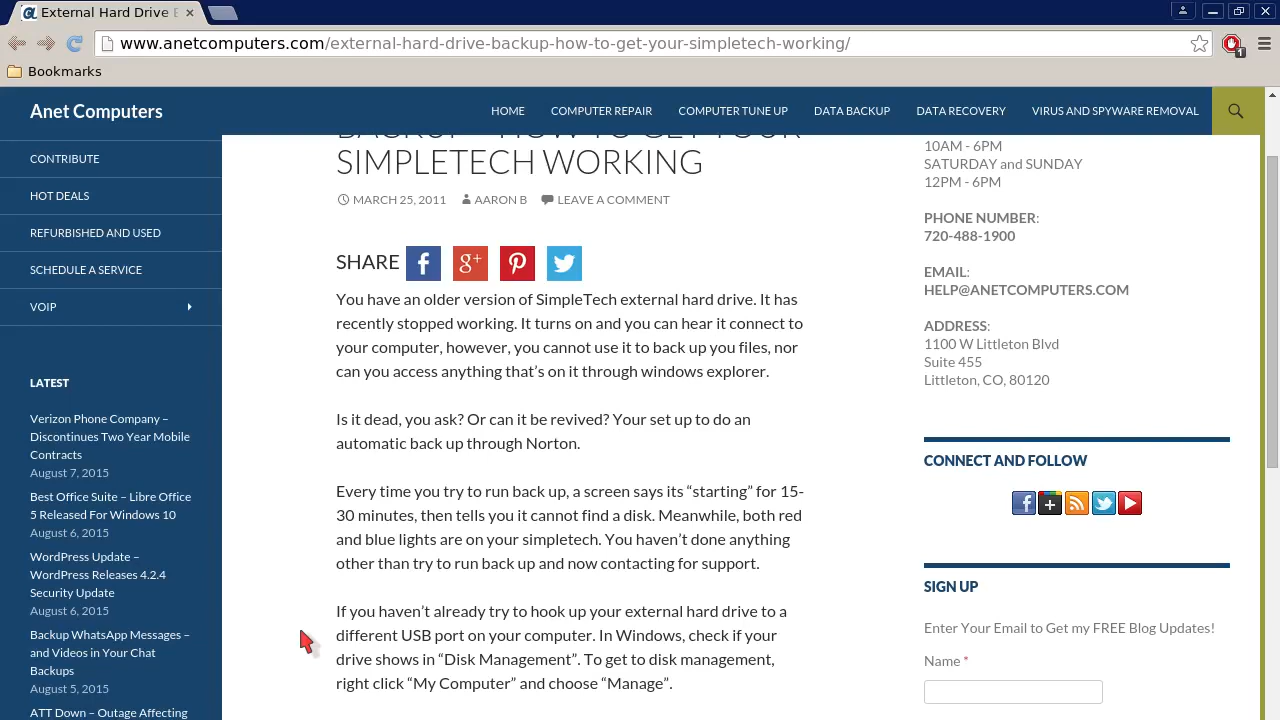 External Hard Drive
www.anetcomputers.com/external-hard-drive-backup-how-to-get-your-simpletech-working/
1
Bookmarks
Anet Computers
HOME
COMPUTER REPAIR
COMPUTER TUNE UP
DATA BACKUP
DATA RECOVERY
VIRUS AND SPYWARE REMOVAL
CONTRIBUTE
HOT DEALS
REFURBISHED AND USED
SCHEDULE A SERVICE
VOIP
LATEST
Verizon Phone Company –
Discontinues Two Year Mobile
Contracts
August 7, 2015
Best Office Suite – Libre Office
5 Released For Windows 10
August 6, 2015
WordPress Update –
WordPress Releases 4.2.4
Security Update
August 6, 2015
Backup WhatsApp Messages –
and Videos in Your Chat
Backups
August 5, 2015
ATT Down – Outage Affecting
BACKUP – HOW TO GET YOUR
SIMPLETECH WORKING
MARCH 25, 2011
AARON B
LEAVE A COMMENT
SHARE
You have an older version of SimpleTech external hard drive. It has
recently stopped working. It turns on and you can hear it connect to
your computer, however, you cannot use it to back up you files, nor
can you access anything that’s on it through windows explorer.
Is it dead, you ask? Or can it be revived? Your set up to do an
automatic back up through Norton.
Every time you try to run back up, a screen says its “starting” for 15-
30 minutes, then tells you it cannot find a disk. Meanwhile, both red
and blue lights are on your simpletech. You haven’t done anything
other than try to run back up and now contacting for support.
If you haven’t already try to hook up your external hard drive to a
different USB port on your computer. In Windows, check if your
drive shows in “Disk Management”. To get to disk management,
right click “My Computer” and choose “Manage”.
10AM - 6PM
SATURDAY and SUNDAY
12PM - 6PM
PHONE NUMBER:
720-488-1900
EMAIL:
HELP@ANETCOMPUTERS.COM
ADDRESS:
1100 W Littleton Blvd
Suite 455
Littleton, CO, 80120
CONNECT AND FOLLOW
SIGN UP
Enter Your Email to Get my FREE Blog Updates!
Name *